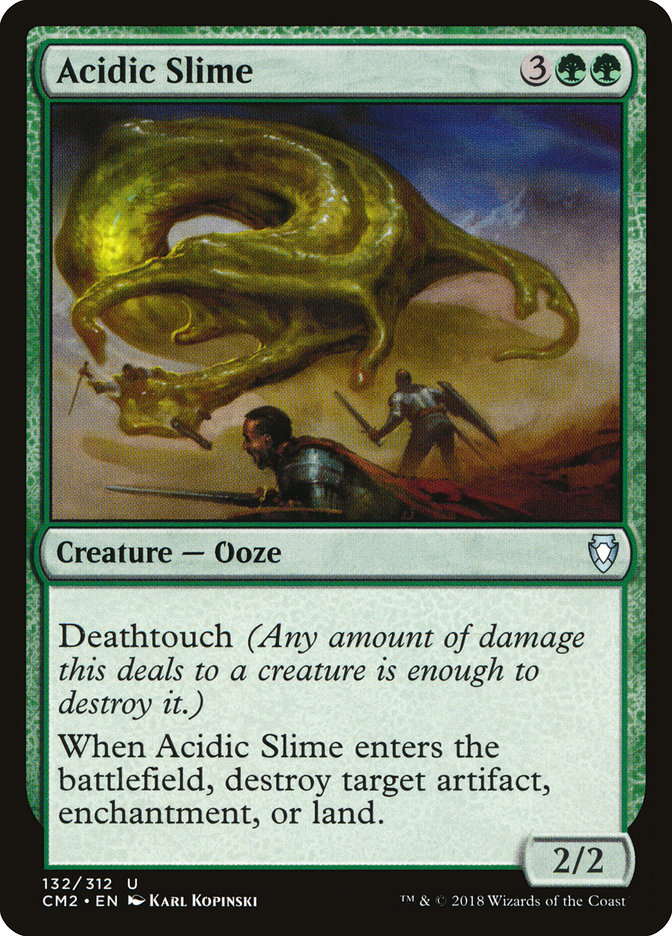 Acidic Slime 3
Creature — Ooze
Deathtouch (Any amount of damage
this deals to a creature is enough to
destroy it.)
When Acidic Slime enters the
battlefield, destroy target artifact,
enchantment, or land.
2/2
132/312 U
CM2 • EN Karl Kopinski
™ & © 2018 Wizards of the Coast